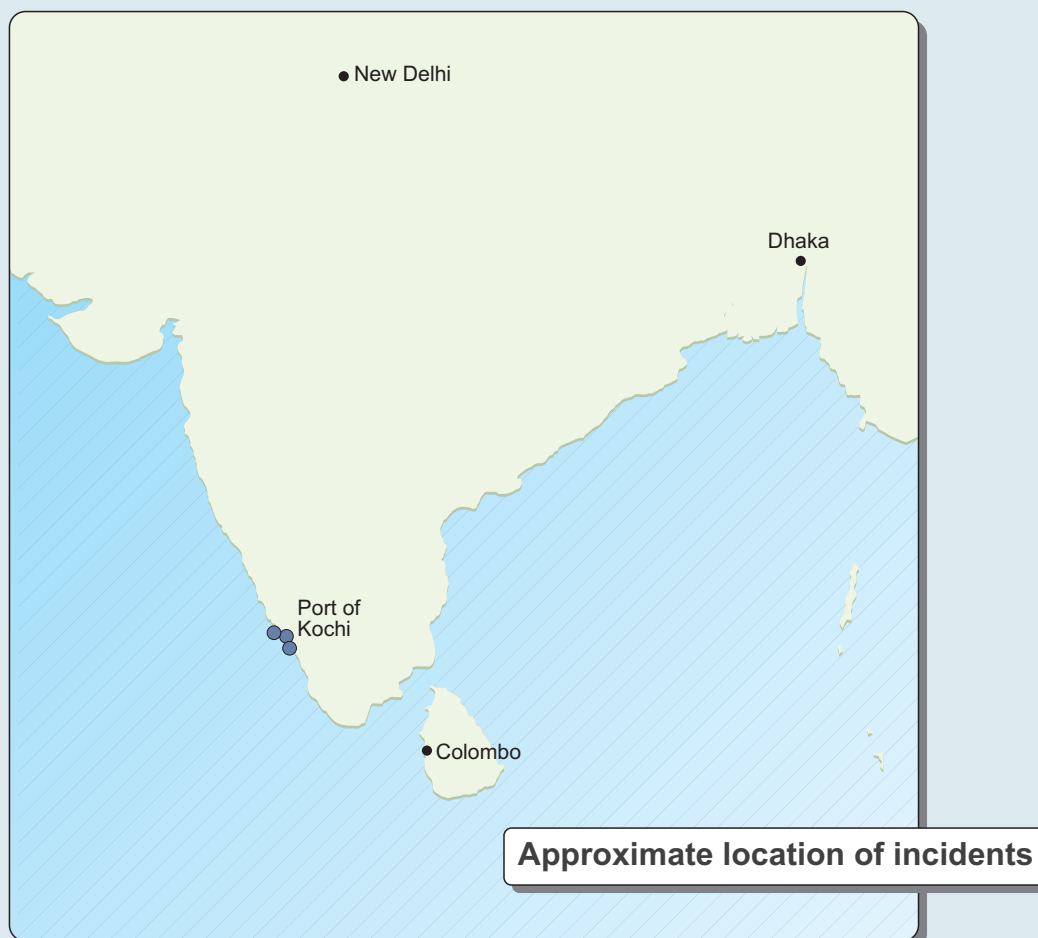 New Delhi
Dhaka
Port of
Kochi
Colombo
Approximate location of incidents